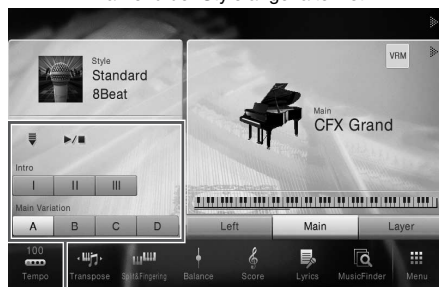 VRM
Style
Standard
8Beat
Main
CFX Grand
Intro
I II III
Main Variation
A B C D
Left Main Layer
100
Tempo Transpose Split&Fingering Balance Score Lyrics MusicFinder Menu